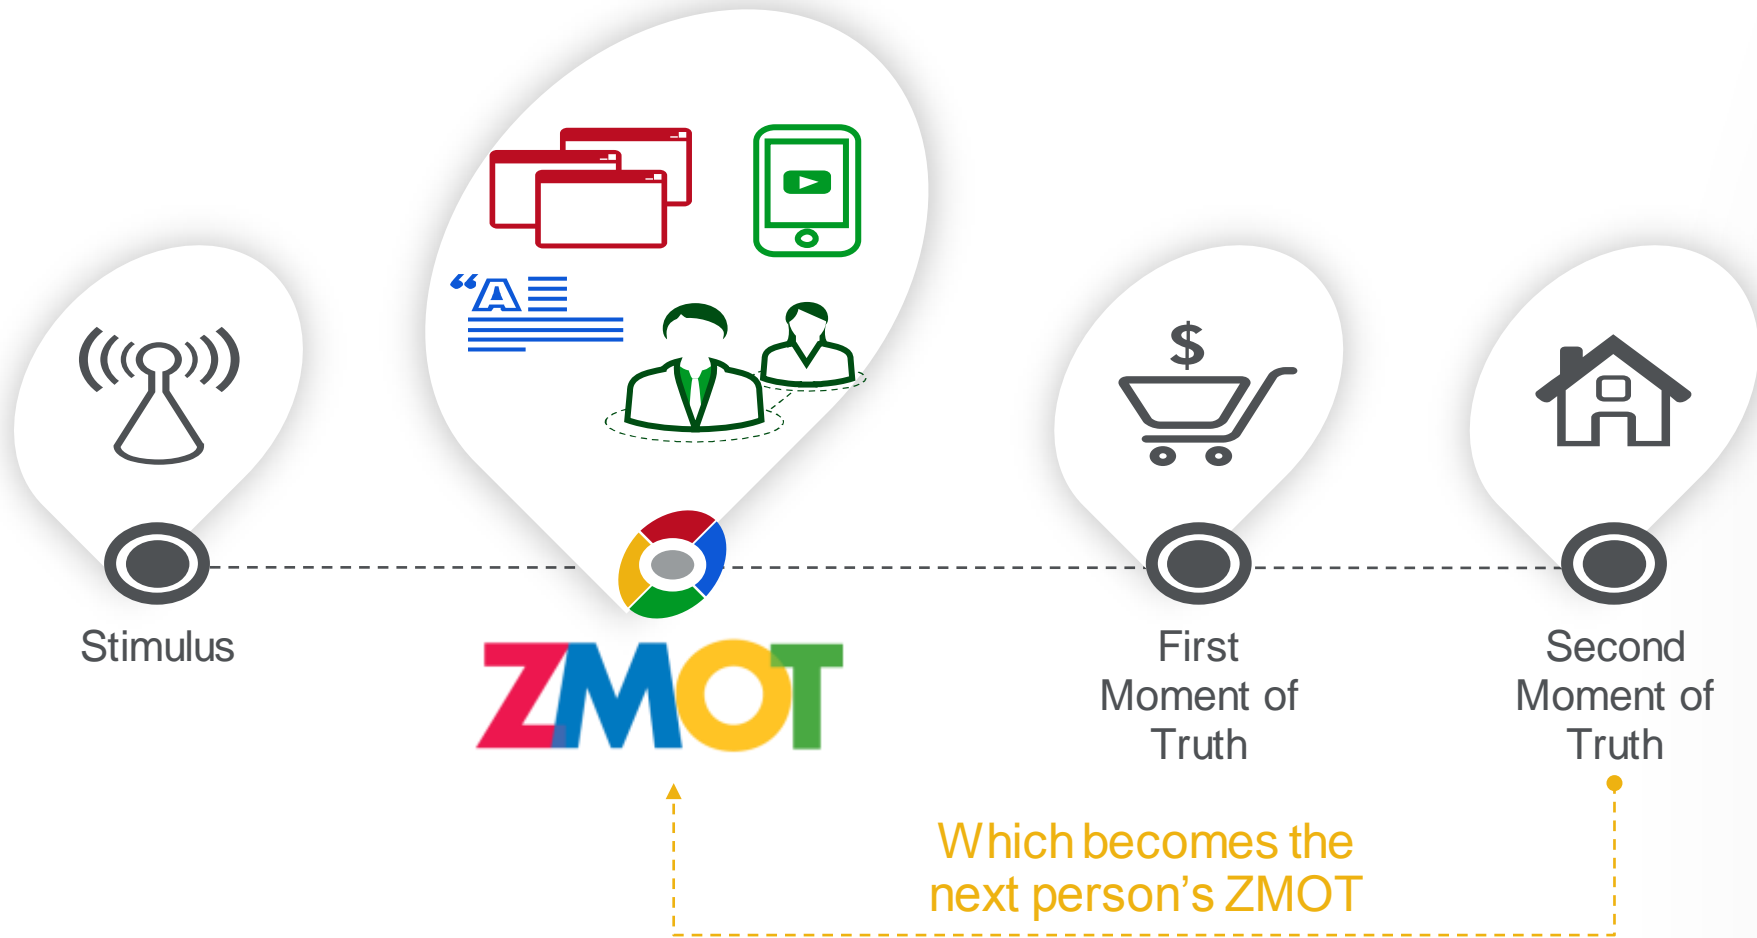 “A
$
Stimulus
ZMOT
First
Moment of
Truth
Second
Moment of
Truth
Which becomes the
next person’s ZMOT